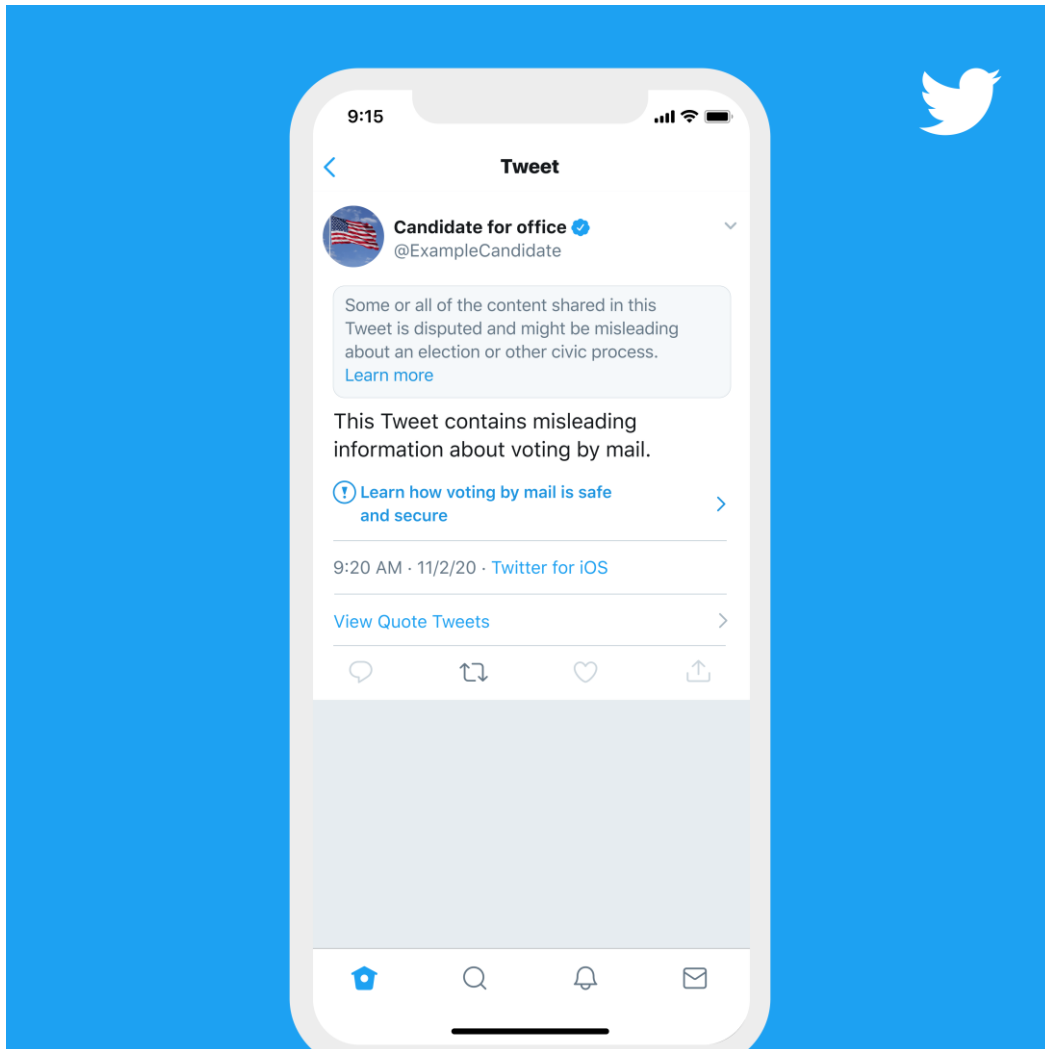 9:15
Tweet
Candidate for office
@ExampleCandidate
Some or all of the content shared in this
Tweet is disputed and might be misleading
about an election or other civic process.
Learn more
This Tweet contains misleading
information about voting by mail.
Learn how voting by mail is safe
and secure
9:20 AM · 11/2/20 · Twitter for iOS
View Quote Tweets